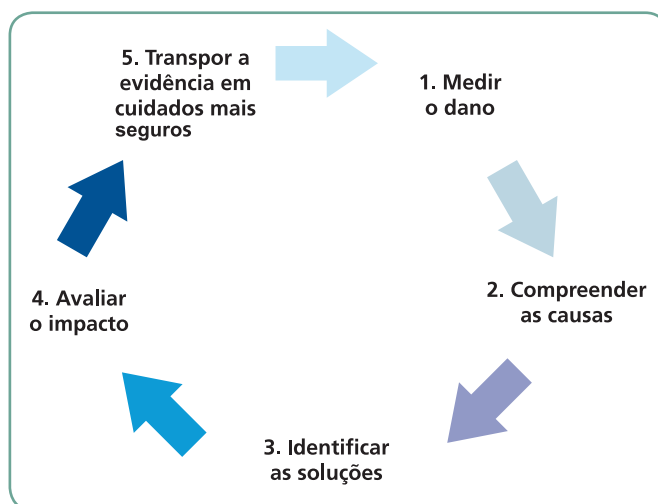 5. Transpor a
evidência em
cuidados mais
seguros
1. Medir
o dano
2. Compreender
as causas
3. Identificar
as soluções
4. Avaliar
o impacto